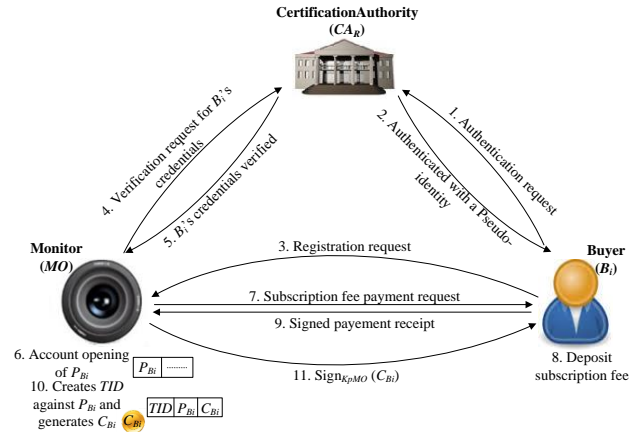 CertificationAuthority
(CA_R)
1. Authentication request
2. Authenticated with a Pseudo-
identity
4. Verification request for B_i's
credentials
5. B_i's credentials verified
3. Registration request
Monitor
(MO)
Buyer
(B_i)
7. Subscription fee payment request
9. Signed payement receipt
6. Account opening
of P_Bi
P_Bi ..........
8. Deposit
subscription fee
10. Creates TID
against P_Bi and
generates C_Bi C_Bi
TID P_Bi C_Bi
11. Sign_KpMO (C_Bi)